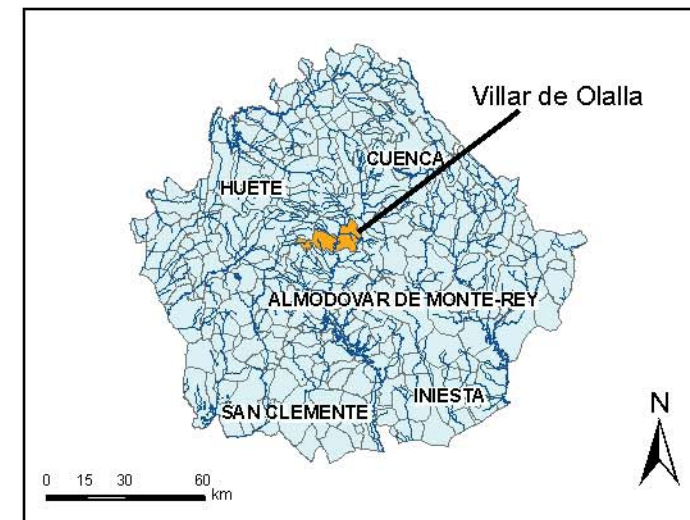 Villar de Olalla
CUENCA
HUETE
ALMODOVAR DE MONTE-REY
INIESTA
SAN CLEMENTE
N
0 15 30 60
km